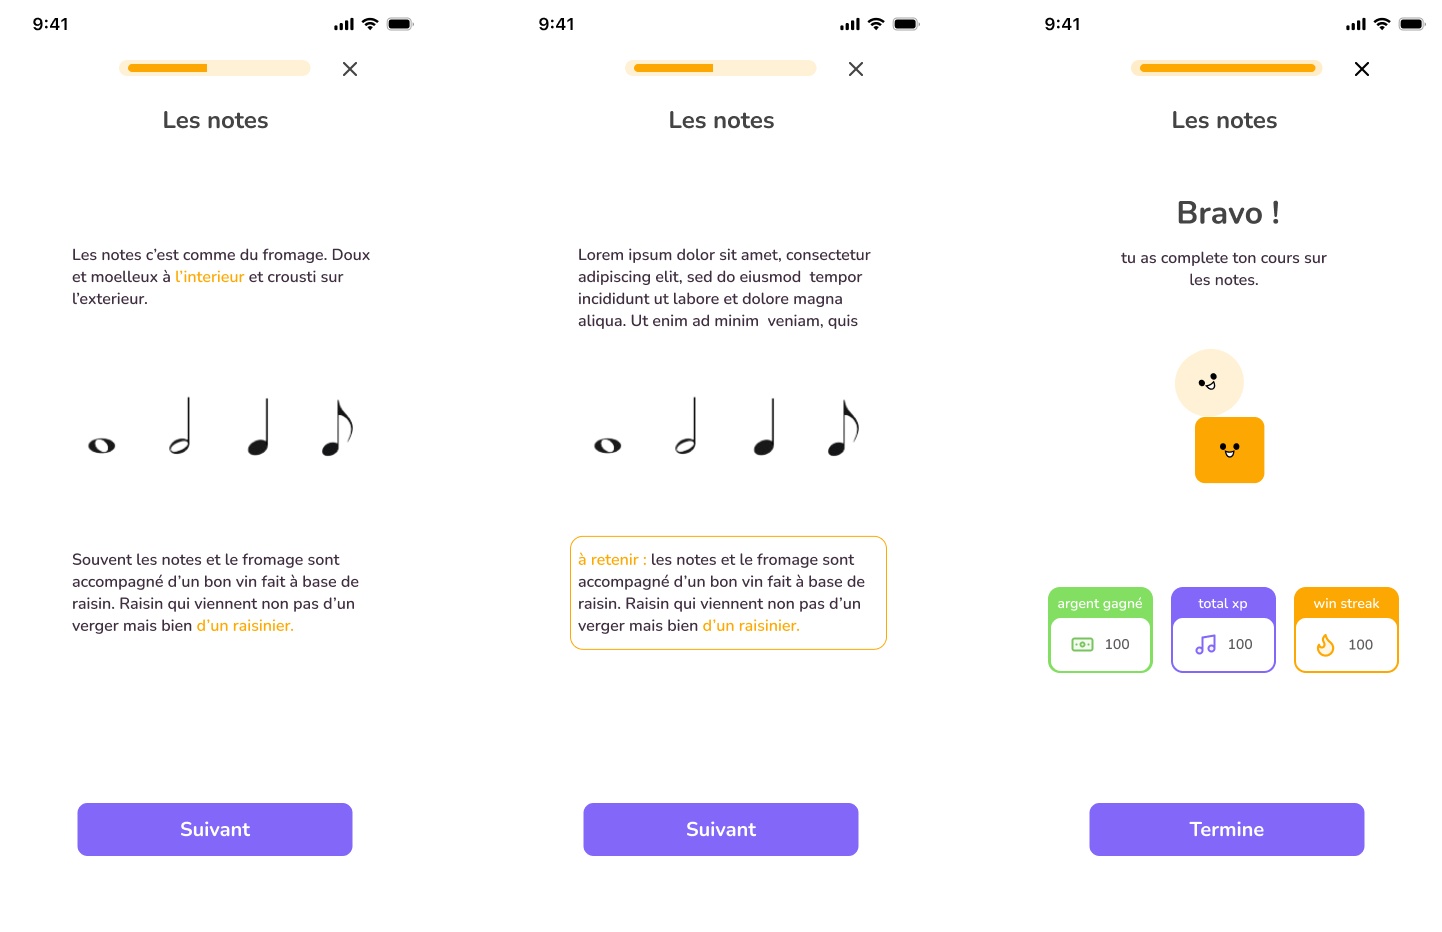 9:41
Les notes
Les notes c'est comme du fromage. Doux
et moelleux à l'interieur et crousti sur
l'exterieur.
Souvent les notes et le fromage sont
accompagné d'un bon vin fait à base de
raisin. Raisin qui viennent non pas d'un
verger mais bien d'un raisinier.
Suivant
9:41
Les notes
Lorem ipsum dolor sit amet, consectetur
adipiscing elit, sed do eiusmod  tempor
incididunt ut labore et dolore magna
aliqua. Ut enim ad minim  veniam, quis
à retenir : les notes et le fromage sont
accompagné d'un bon vin fait à base de
raisin. Raisin qui viennent non pas d'un
verger mais bien d'un raisinier.
Suivant
9:41
Les notes
Bravo !
tu as complete ton cours sur
les notes.
argent gagné
100
total xp
100
win streak
100
Termine